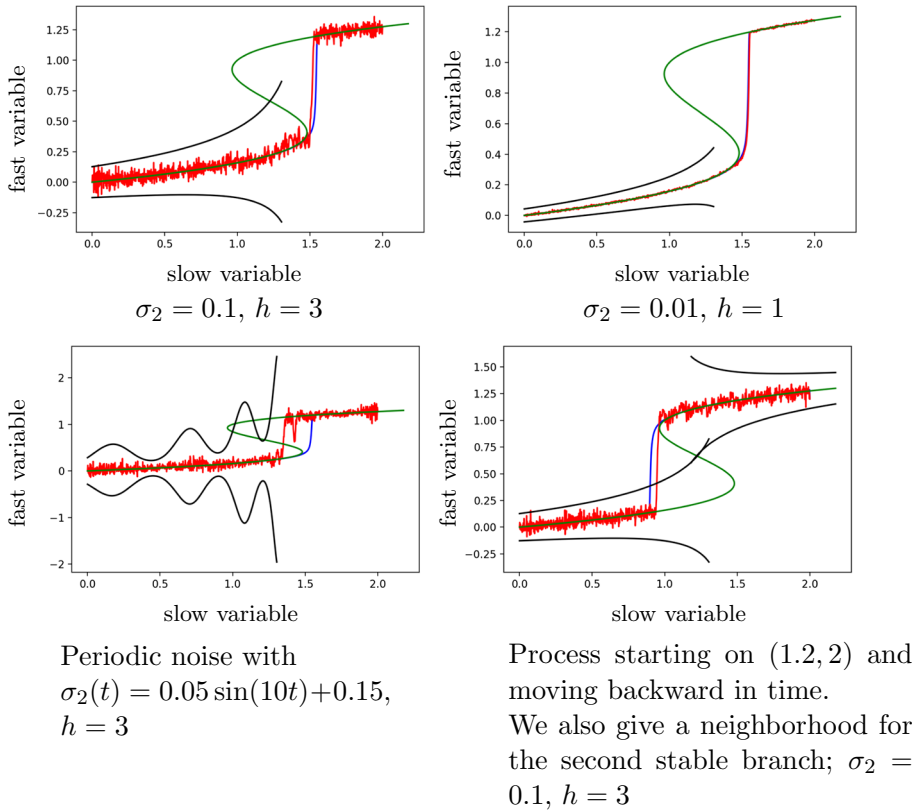 1.25
1.00
0.75
0.50
0.25
0.00
−0.25
fast variable
0.0 0.5 1.0 1.5 2.0
slow variable
σ₂ = 0.1, h = 3
1.2
1.0
0.8
0.6
0.4
0.2
0.0
fast variable
0.0 0.5 1.0 1.5 2.0
slow variable
σ₂ = 0.01, h = 1
2
1
0
−1
−2
fast variable
0.0 0.5 1.0 1.5 2.0
slow variable
Periodic noise with
σ₂(t) = 0.05 sin(10t)+0.15,
h = 3
1.50
1.25
1.00
0.75
0.50
0.25
0.00
−0.25
fast variable
0.0 0.5 1.0 1.5 2.0
slow variable
Process starting on (1.2, 2) and
moving backward in time.
We also give a neighborhood for
the second stable branch; σ₂ =
0.1, h = 3